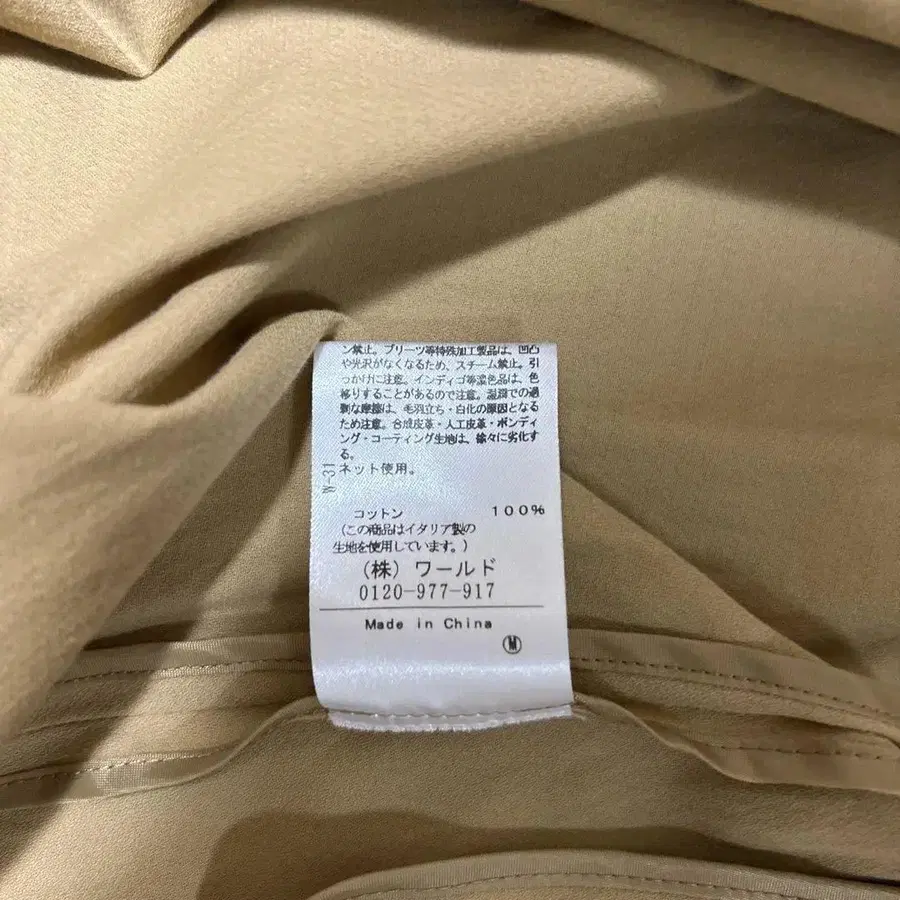 ン禁止。プリーツ等特殊加工製品は、凹凸
や光沢がなくなるため、スチーム禁止。引
っかけに注意。インディゴ等濃色品は、色
移りすることがあるので注意。湿潤での過
剰な摩擦は、毛羽立ち・白化の原因となる
ため注意。合成皮革・人工皮革・ボンディ
ング・コーティング生地は、徐々に劣化す
る。
ネット使用。
W-31
コットン 100%
(この商品はイタリア製の
生地を使用しています。)
(株)ワールド
0120-977-917
Made in China
Ⓜ